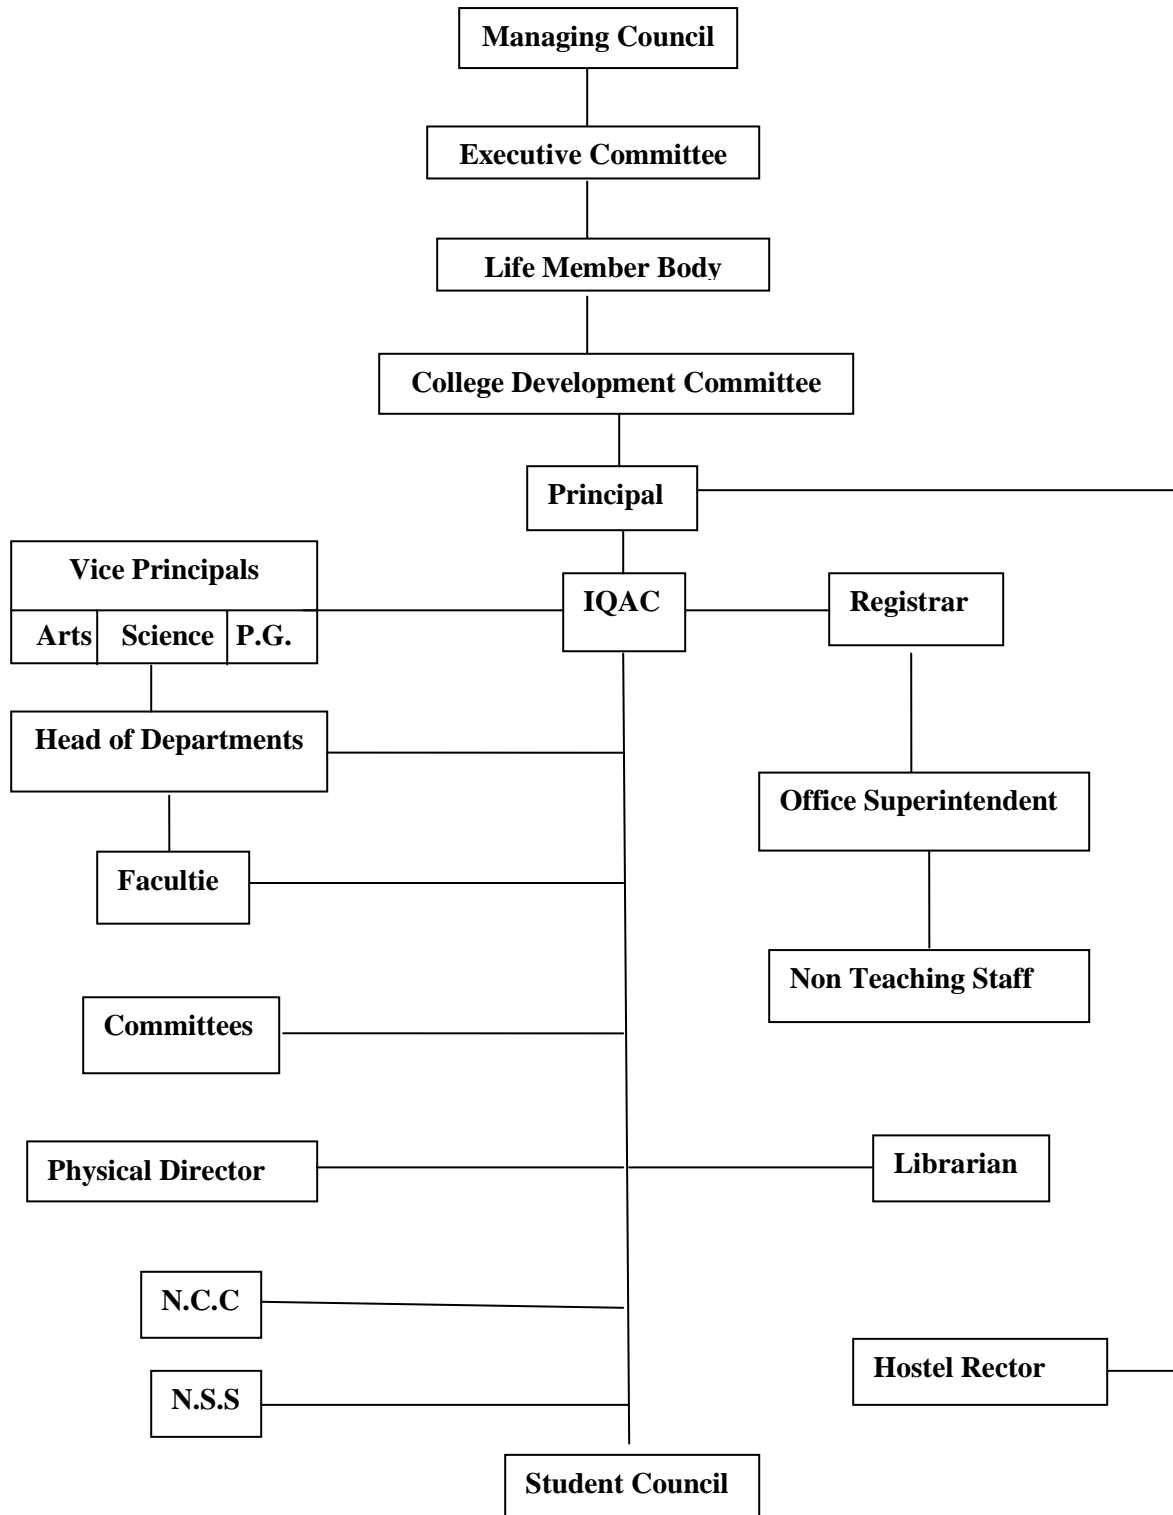 Managing Council
Executive Committee
Life Member Body
College Development Committee
Principal
Vice Principals
IQAC
Registrar
Arts Science P.G.
Head of Departments
Office Superintendent
Facultie
Non Teaching Staff
Committees
Physical Director
Librarian
N.C.C
Hostel Rector
N.S.S
Student Council